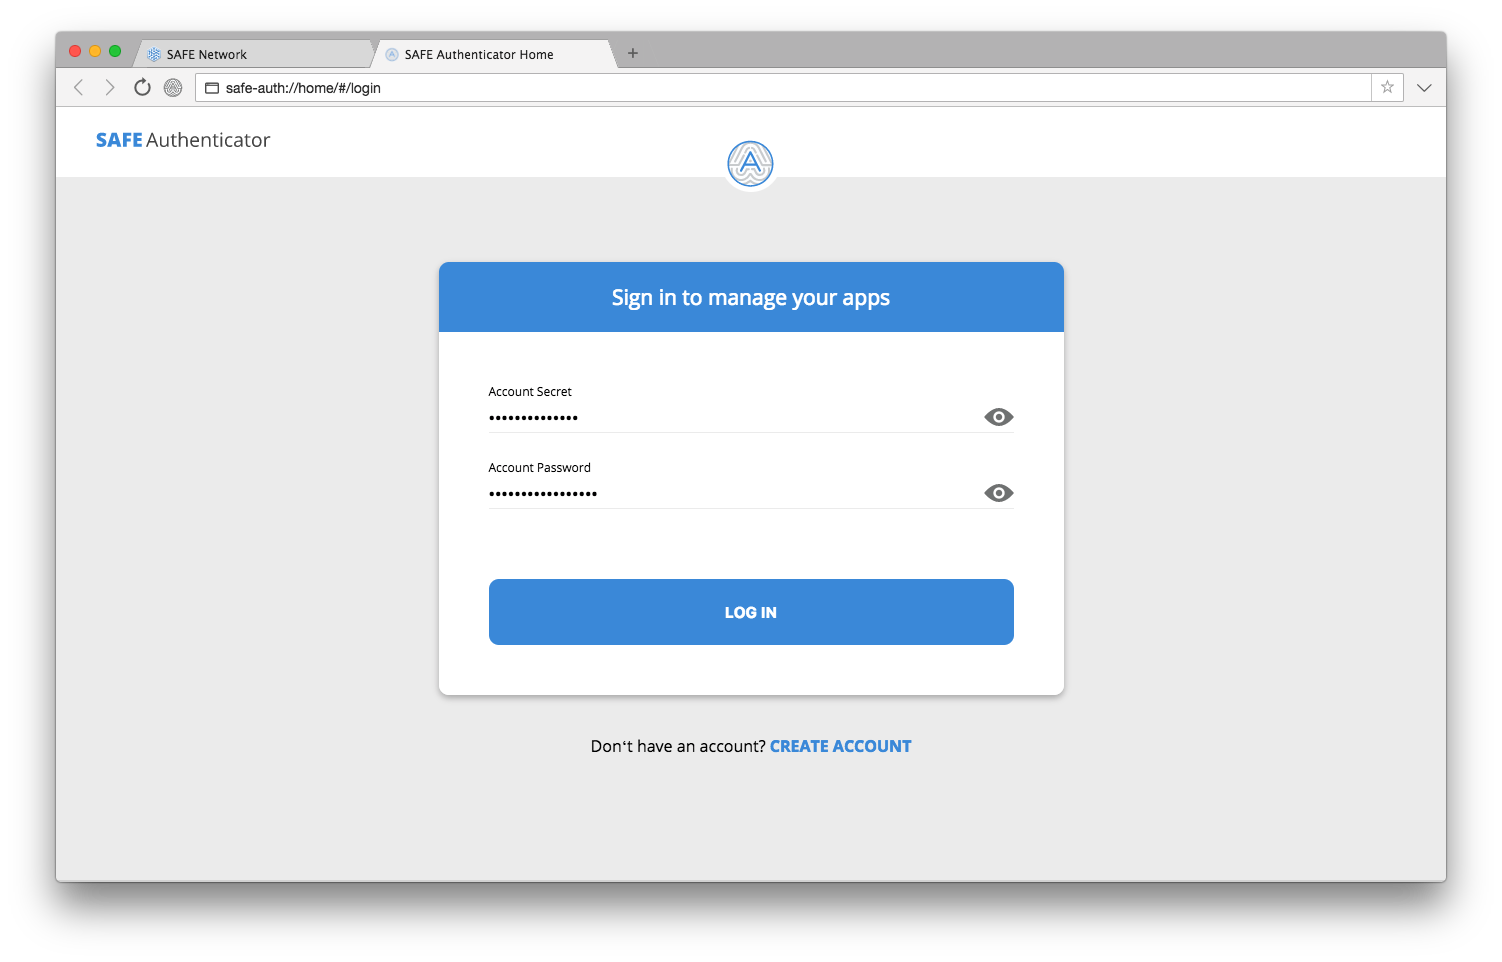 SAFE Network
SAFE Authenticator Home
safe-auth://home/#/login
SAFE Authenticator
Sign in to manage your apps
Account Secret
••••••••••••••
Account Password
•••••••••••••••••
LOG IN
Don‘t have an account? CREATE ACCOUNT